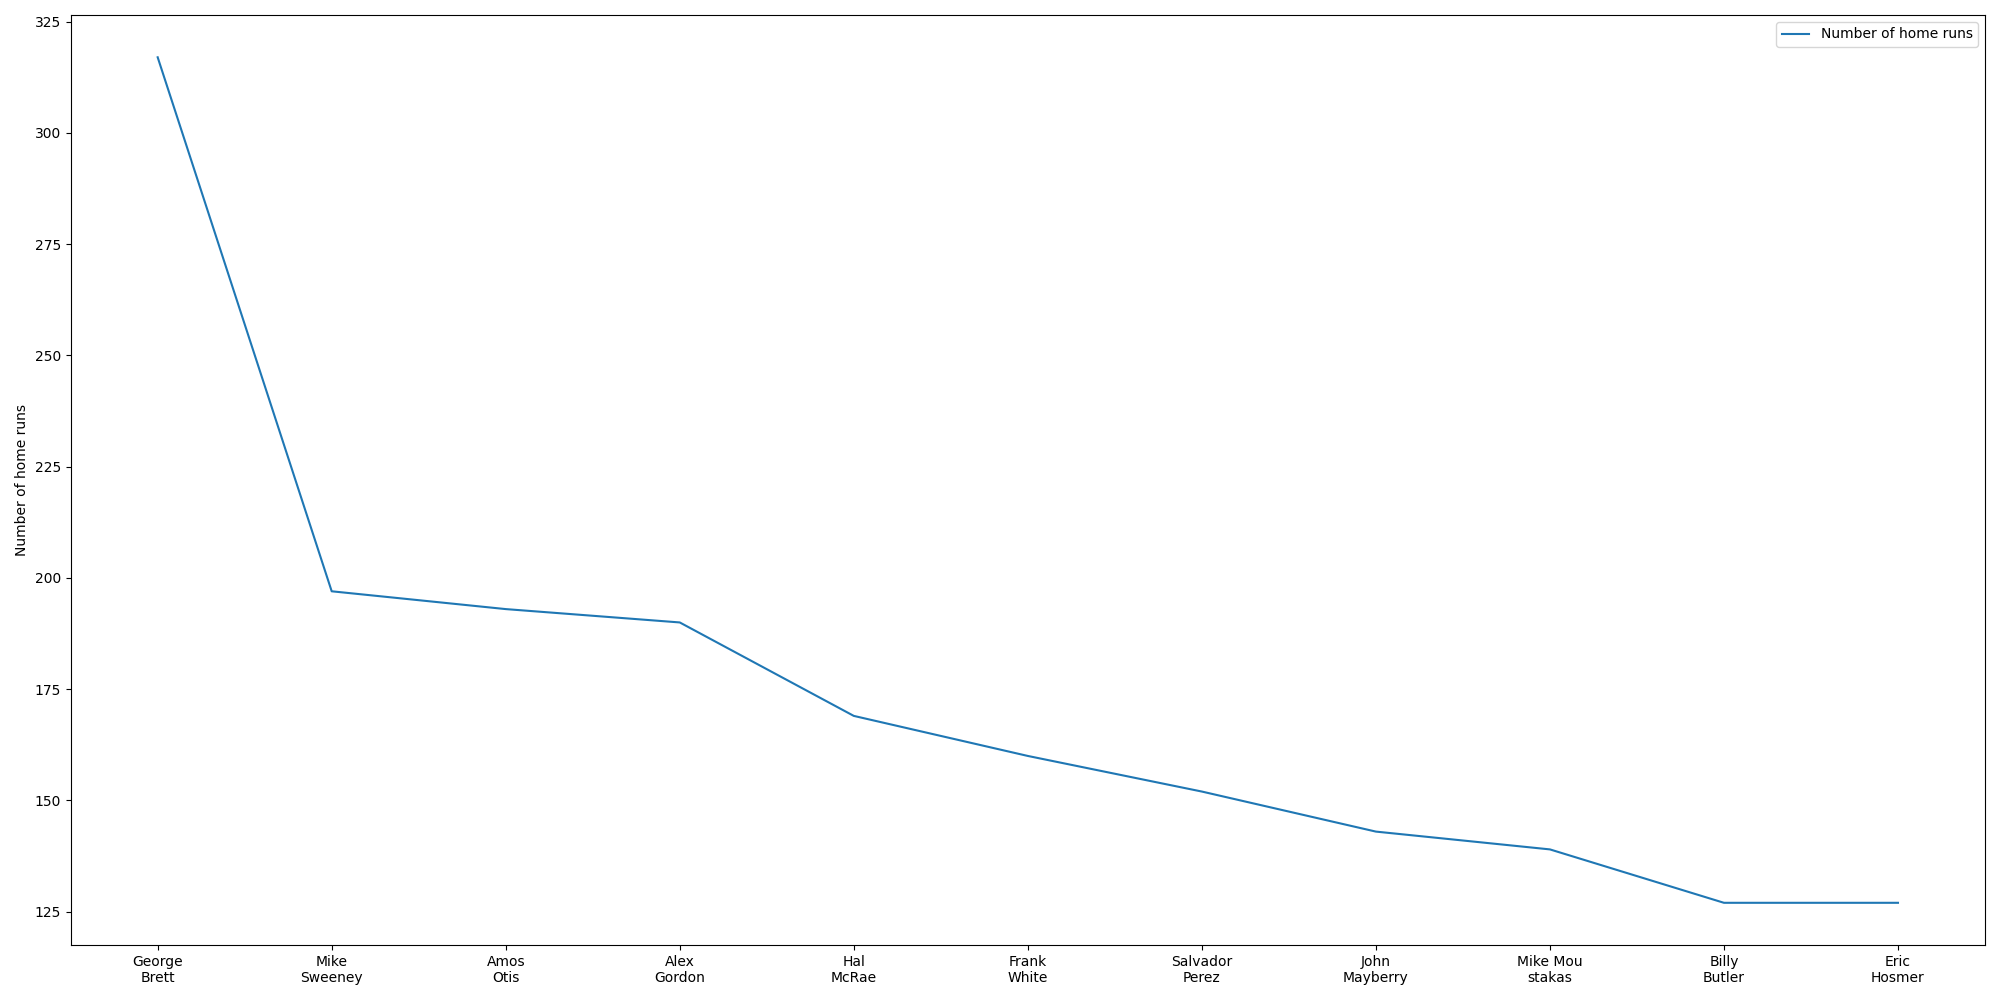 325
300
275
250
225
200
175
150
125
Number of home runs
Number of home runs
George
Brett
Mike
Sweeney
Amos
Otis
Alex
Gordon
Hal
McRae
Frank
White
Salvador
Perez
John
Mayberry
Mike Mou
stakas
Billy
Butler
Eric
Hosmer